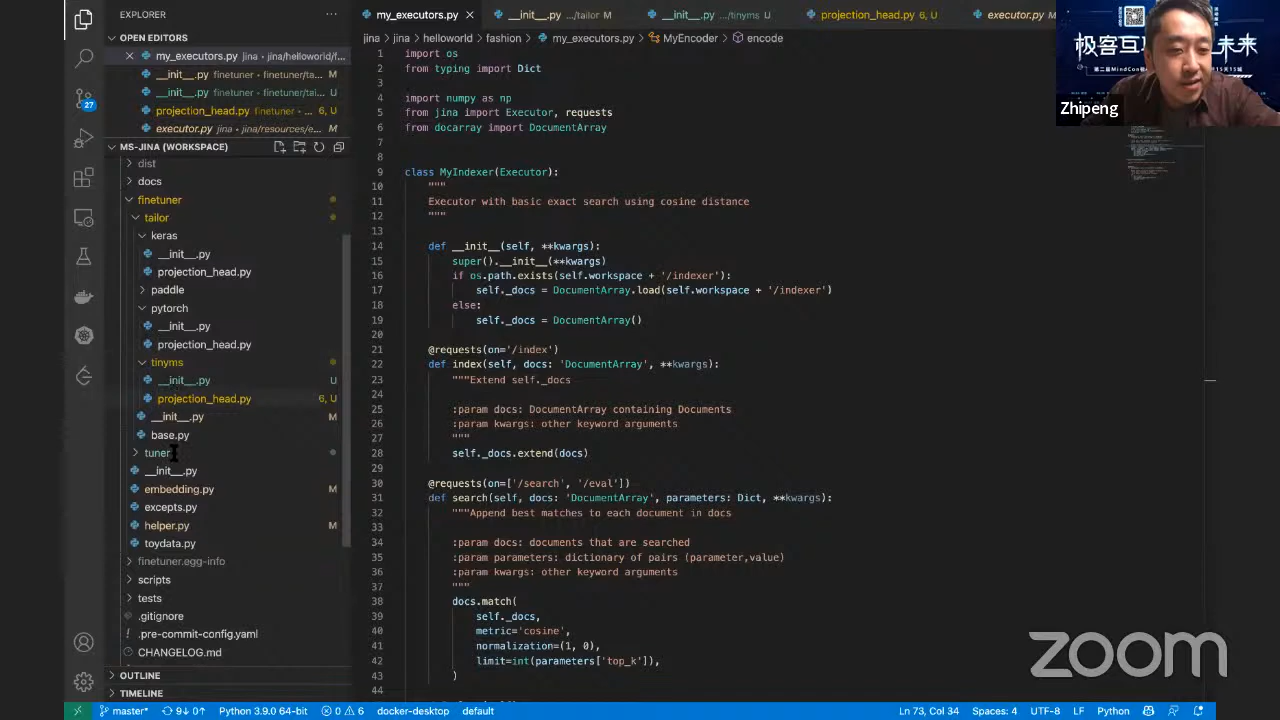 EXPLORER
OPEN EDITORS
my_executors.py jina • jina/helloworld/f...
__init__.py finetuner • finetuner/ta... M
__init__.py finetuner • finetuner/tai... U
projection_head.py finetuner • ... 6, U
executor.py jina • jina/resources/e...
27
MS-JINA (WORKSPACE)
dist
docs
finetuner
tailor
keras
__init__.py
projection_head.py
paddle
pytorch
__init__.py
projection_head.py
tinyms
__init__.py U
projection_head.py 6, U
__init__.py M
base.py
tuner
__init__.py
embedding.py M
excepts.py
helper.py M
toydata.py
finetuner.egg-info
scripts
tests
.gitignore
.pre-commit-config.yaml
CHANGELOG.md
OUTLINE
TIMELINE
my_executors.py __init__.py .../tailor M __init__.py .../tinyms U projection_head.py 6, U executor.py
jina > jina > helloworld > fashion > my_executors.py > MyEncoder > encode
1 import os
2 from typing import Dict
3
4 import numpy as np
5 from jina import Executor, requests
6 from docarray import DocumentArray
7
8
9 class MyIndexer(Executor):
10 """
11 Executor with basic exact search using cosine distance
12 """
13
14 def __init__(self, **kwargs):
15 super().__init__(**kwargs)
16 if os.path.exists(self.workspace + '/indexer'):
17 self._docs = DocumentArray.load(self.workspace + '/indexer')
18 else:
19 self._docs = DocumentArray()
20
21 @requests(on='/index')
22 def index(self, docs: 'DocumentArray', **kwargs):
23 """Extend self._docs
24
25 :param docs: DocumentArray containing Documents
26 :param kwargs: other keyword arguments
27 """
28 self._docs.extend(docs)
29
30 @requests(on=['/search', '/eval'])
31 def search(self, docs: 'DocumentArray', parameters: Dict, **kwargs):
32 """Append best matches to each document in docs
33
34 :param docs: documents that are searched
35 :param parameters: dictionary of pairs (parameter,value)
36 :param kwargs: other keyword arguments
37 """
38 docs.match(
39 self._docs,
40 metric='cosine',
41 normalization=(1, 0),
42 limit=int(parameters['top_k']),
43 )
44
极客互
未来
Zhipeng
zoom
master* 9↓ 0↑ Python 3.9.0 64-bit 0 6 docker-desktop default Ln 73, Col 34 Spaces: 4 UTF-8 LF Python